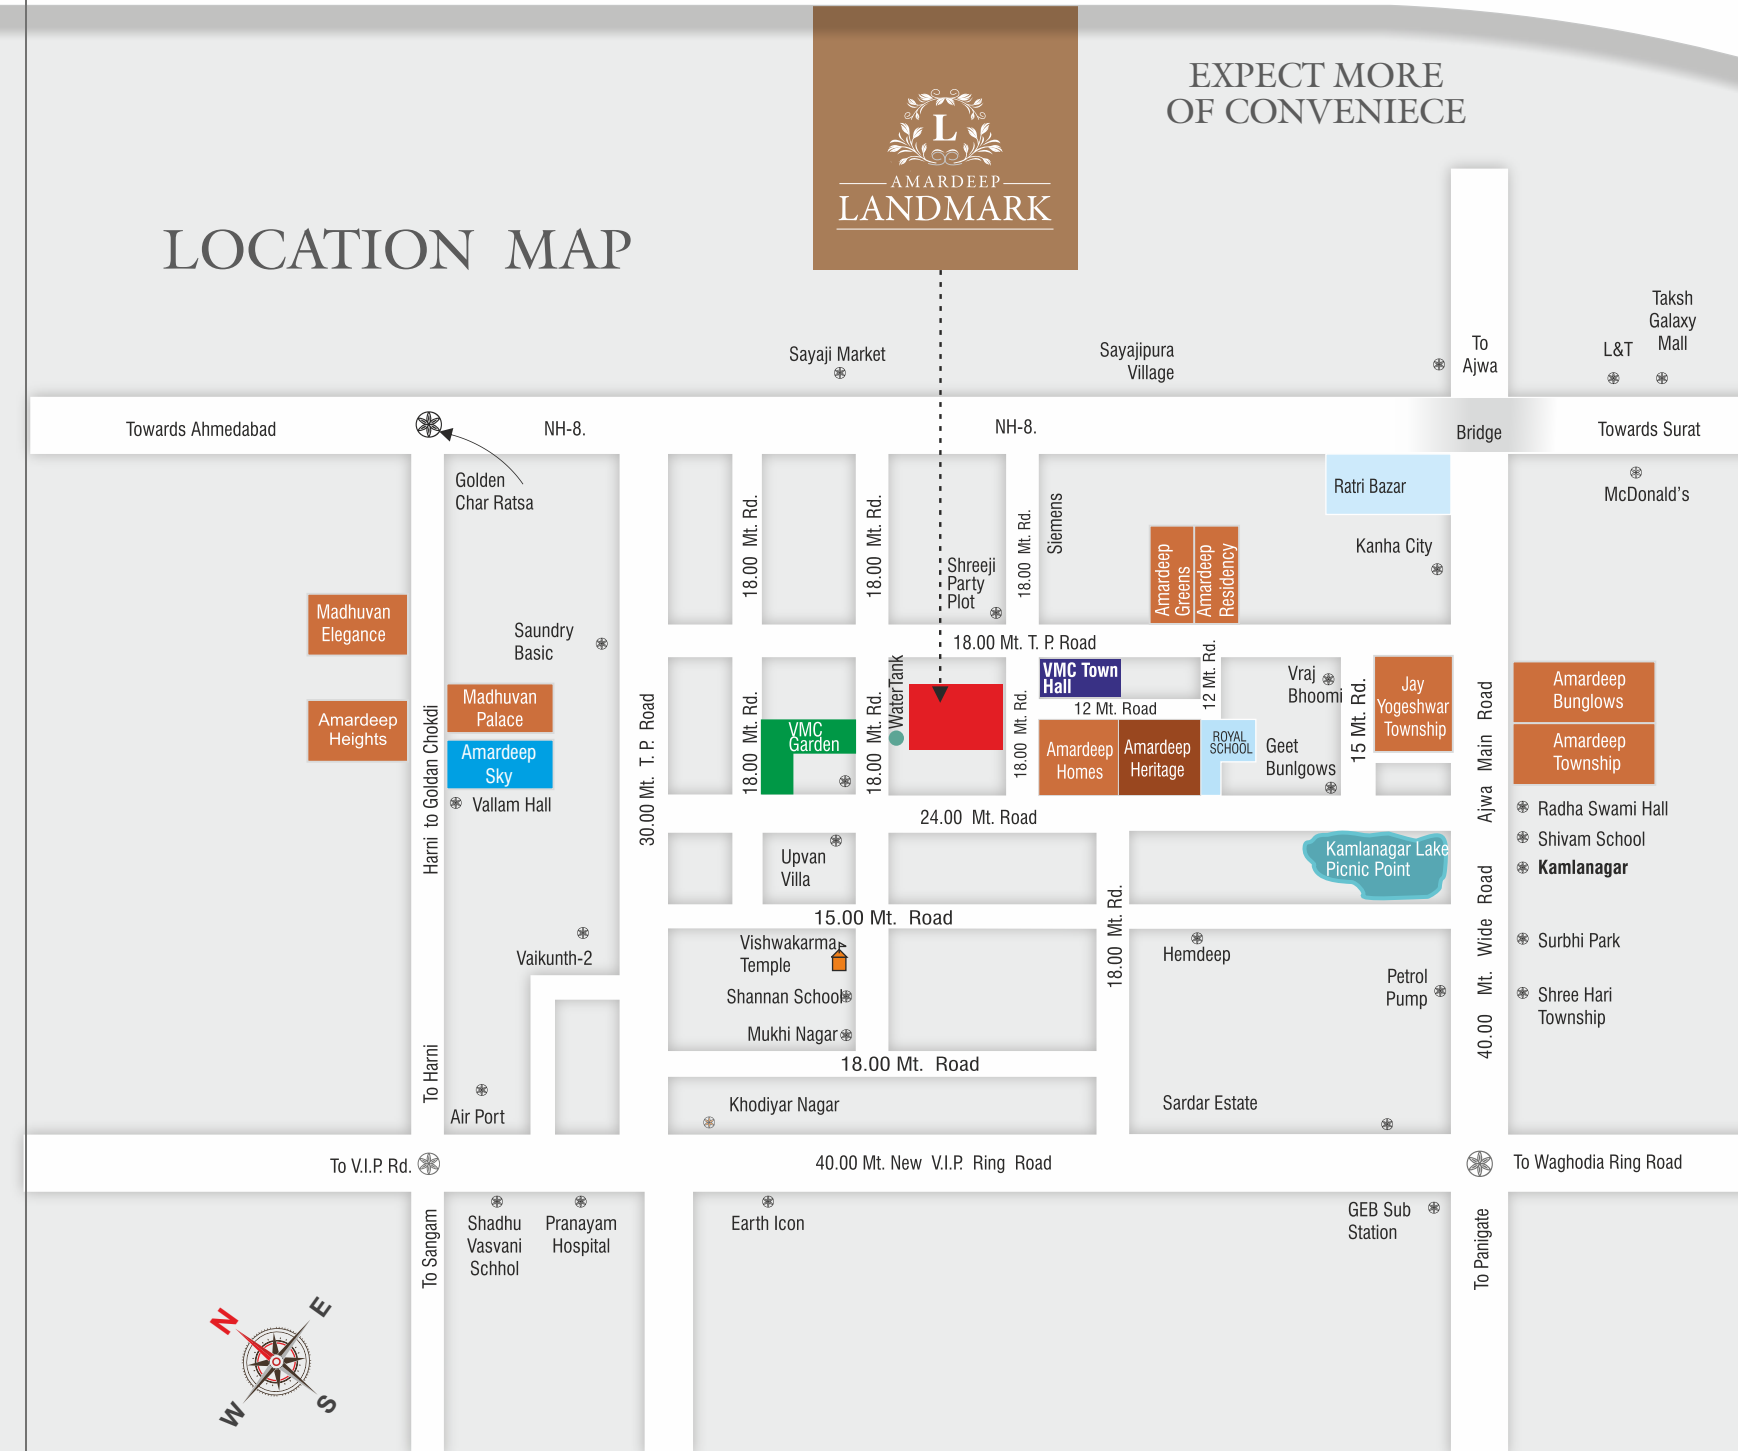 EXPECT MORE
OF CONVENIECE
L
AMARDEEP
LANDMARK
LOCATION MAP
Taksh
Galaxy
Mall
L&T
To
Ajwa
Sayaji Market
Sayajipura
Village
Towards Ahmedabad
NH-8.
NH-8.
Bridge
Towards Surat
Golden
Char Ratsa
McDonald's
Ratri Bazar
Kanha City
18.00 Mt. Rd.
18.00 Mt. Rd.
18.00 Mt. Rd.
Siemens
Shreeji
Party
Plot
Amardeep
Greens
Amardeep
Residency
Madhuvan
Elegance
Saundry
Basic
18.00 Mt. T. P. Road
Madhuvan
Palace
Amardeep
Heights
Amardeep
Sky
Vallam Hall
Harni to Goldan Chokdi
30.00 Mt. T.P. Road
18.00 Mt. Rd.
VMC
Garden
18.00 Mt. Rd.
WaterTank
18.00 Mt. Rd.
VMC Town
Hall
12 Mt. Road
12 Mt. Rd.
Amardeep
Homes
Amardeep
Heritage
ROYAL
SCHOOL
Vraj
Bhoomi
Geet
Bunlgows
15 Mt. Rd.
Jay
Yogeshwar
Township
Ajwa Main Road
Amardeep
Bunglows
Amardeep
Township
24.00 Mt. Road
Radha Swami Hall
Shivam School
Kamlanagar
Upvan
Villa
Kamlanagar Lake
Picnic Point
15.00 Mt. Road
18.00 Mt. Rd.
40.00 Mt. Wide Road
Vaikunth-2
Vishwakarma
Temple
Shannan School
Mukhi Nagar
Hemdeep
Petrol
Pump
Surbhi Park
Shree Hari
Township
18.00 Mt. Road
To Harni
Air Port
Khodiyar Nagar
Sardar Estate
To V.I.P. Rd.
40.00 Mt. New V.I.P. Ring Road
To Waghodia Ring Road
To Sangam
Shadhu
Vasvani
Schhol
Pranayam
Hospital
Earth Icon
GEB Sub
Station
To Panigate
N
E
W
S